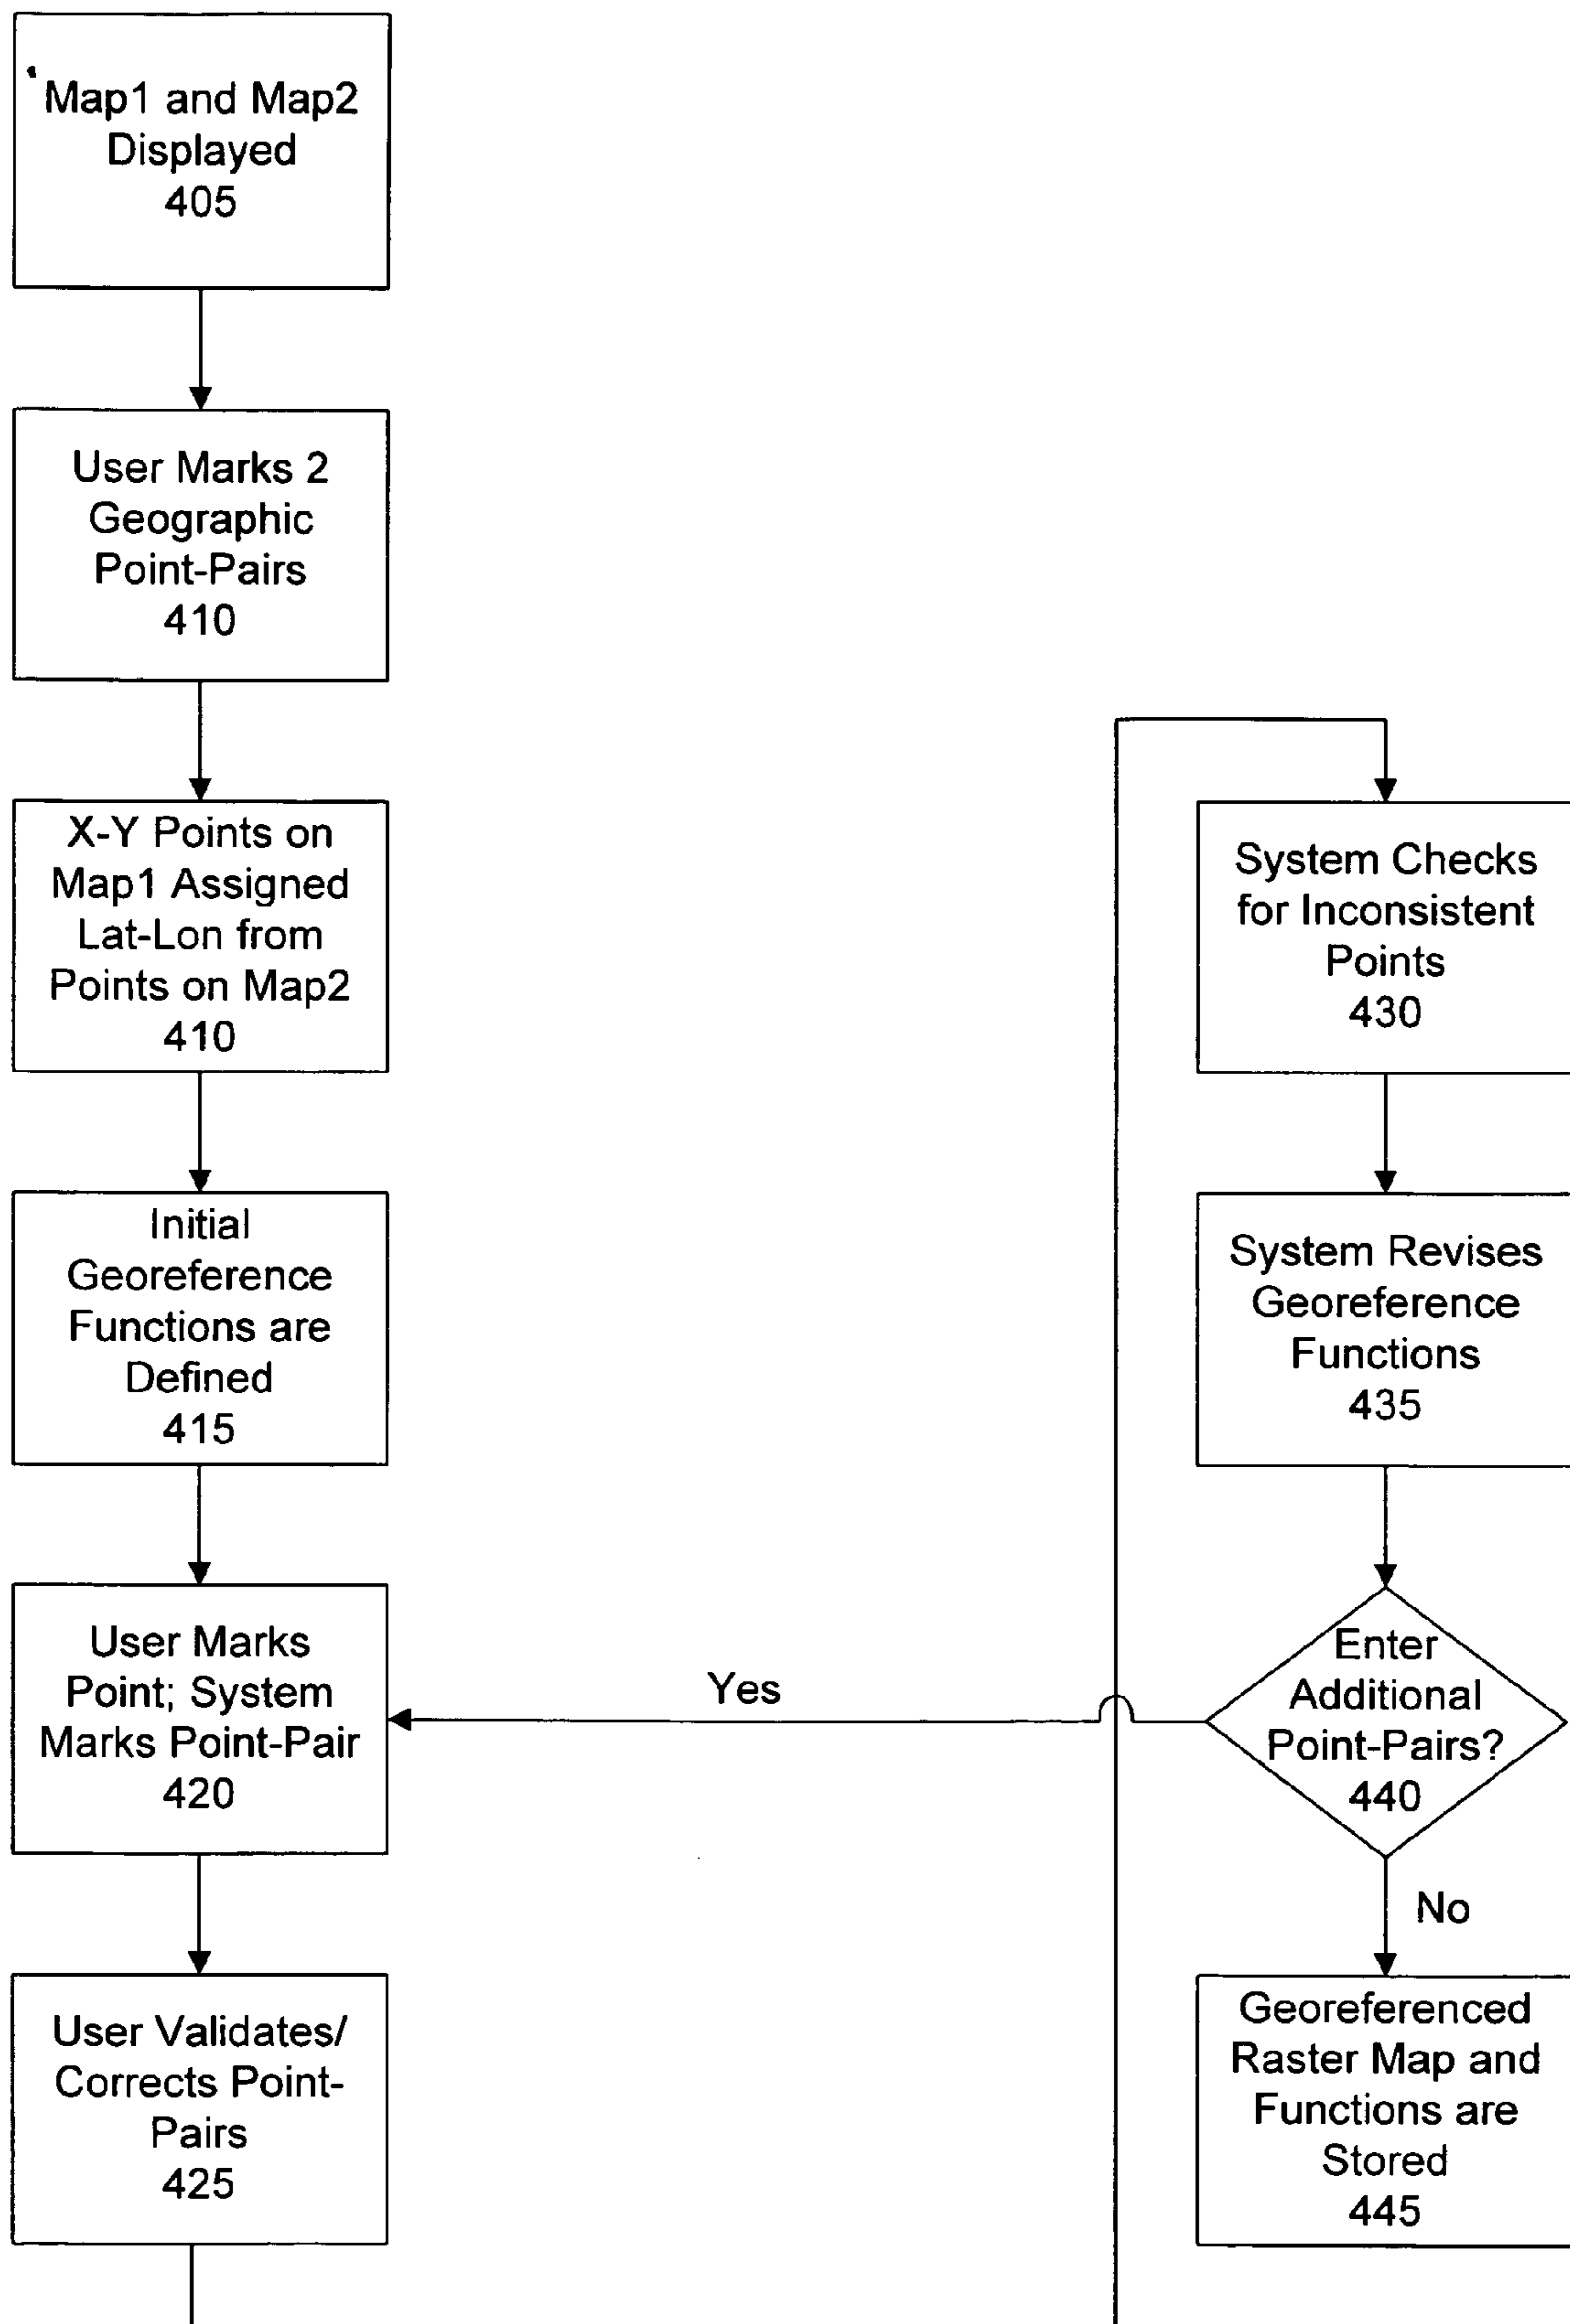 Map1 and Map2
Displayed
405
User Marks 2
Geographic
Point-Pairs
410
X-Y Points on
Map1 Assigned
Lat-Lon from
Points on Map2
410
Initial
Georeference
Functions are
Defined
415
User Marks
Point; System
Marks Point-Pair
420
User Validates/
Corrects Point-
Pairs
425
System Checks
for Inconsistent
Points
430
System Revises
Georeference
Functions
435
Enter
Additional
Point-Pairs?
440
Yes
No
Georeferenced
Raster Map and
Functions are
Stored
445